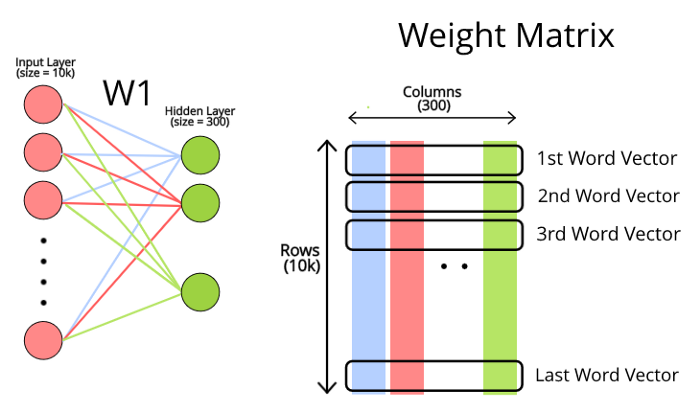 Weight Matrix
Input Layer
(size = 10k)
W1
Hidden Layer
(size = 300)
Columns
(300)
1st Word Vector
2nd Word Vector
3rd Word Vector
Rows
(10k)
Last Word Vector